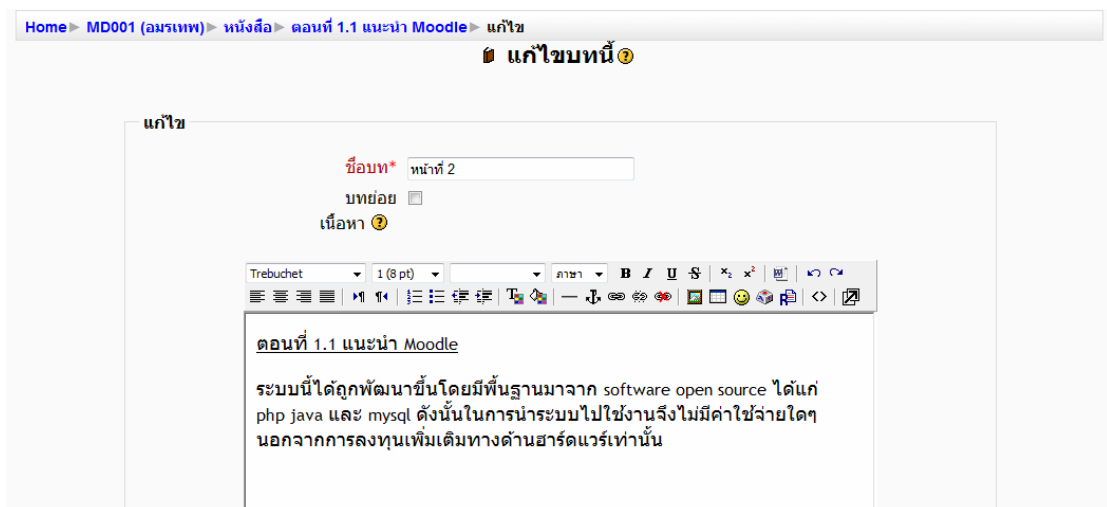 Home► MD001 (อมรเทพ)► หนังสือ► ตอนที่ 1.1 แนะนำ Moodle► แก้ไข
แก้ไขบทนี้
แก้ไข
ชื่อบท* หน้าที่ 2
บทย่อย
เนื้อหา
Trebuchet 1 (8 pt) ภาษา B I U S x₂ x²
ตอนที่ 1.1 แนะนำ Moodle
ระบบนี้ได้ถูกพัฒนาขึ้นโดยมีพื้นฐานมาจาก software open source ได้แก่
php java และ mysql ดังนั้นในการนำระบบไปใช้งานจึงไม่มีค่าใช้จ่ายใดๆ
นอกจากการลงทุนเพิ่มเติมทางด้านฮาร์ดแวร์เท่านั้น